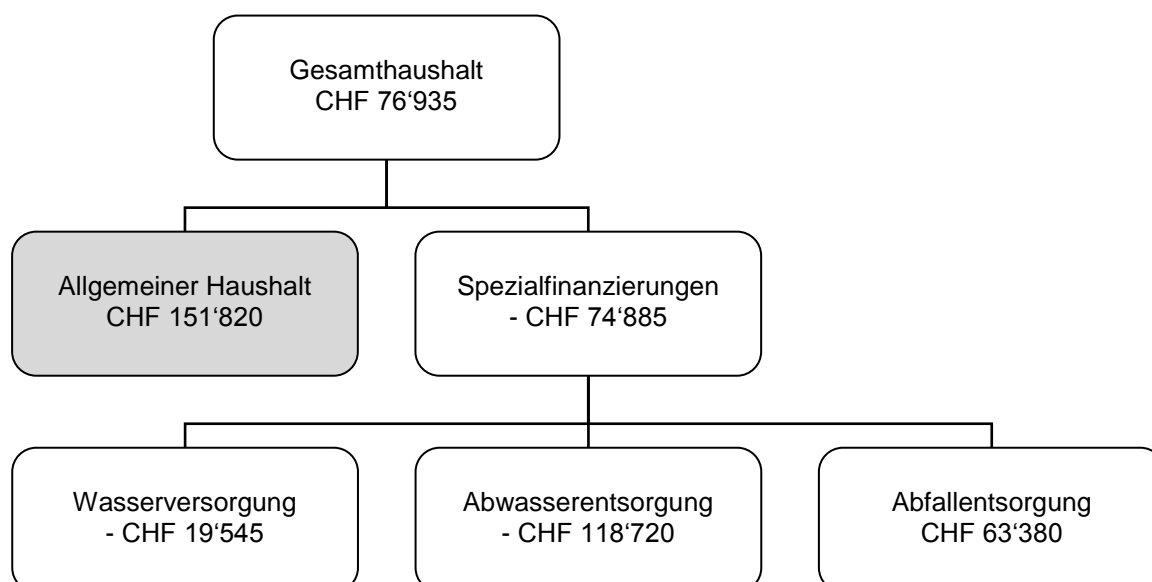 Gesamthaushalt
CHF 76‘935
Allgemeiner Haushalt
CHF 151‘820
Spezialfinanzierungen
- CHF 74‘885
Wasserversorgung
- CHF 19‘545
Abwasserentsorgung
- CHF 118‘720
Abfallentsorgung
CHF 63‘380